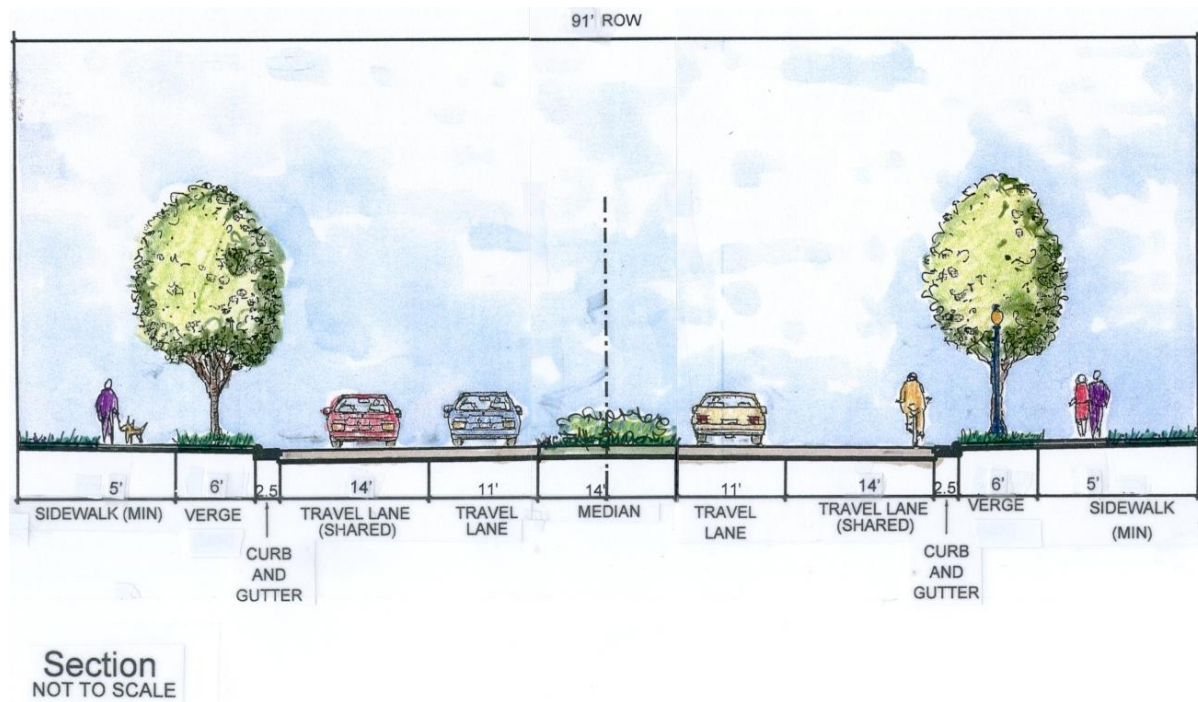 91' ROW
5' 6' 2.5 14' 11' 14' 11' 14' 2.5 6' 5'
SIDEWALK (MIN)
VERGE
CURB
AND
GUTTER
TRAVEL LANE
(SHARED)
TRAVEL
LANE
MEDIAN
TRAVEL
LANE
TRAVEL LANE
(SHARED)
CURB
AND
GUTTER
VERGE
SIDEWALK
(MIN)
Section
NOT TO SCALE